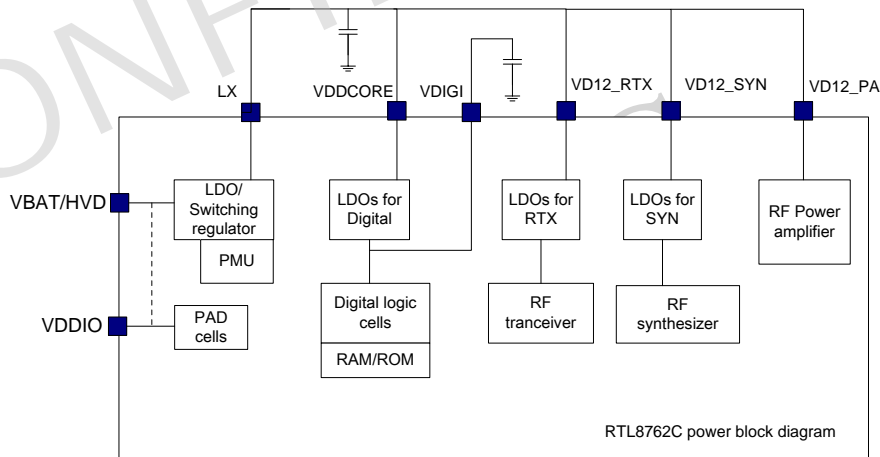 LX
VDDCORE
VDIGI
VD12_RTX
VD12_SYN
VD12_PA
VBAT/HVD
LDO/
Switching
regulator
PMU
LDOs for
Digital
LDOs for
RTX
LDOs for
SYN
RF Power
amplifier
VDDIO
PAD
cells
Digital logic
cells
RAM/ROM
RF
tranceiver
RF
synthesizer
RTL8762C power block diagram